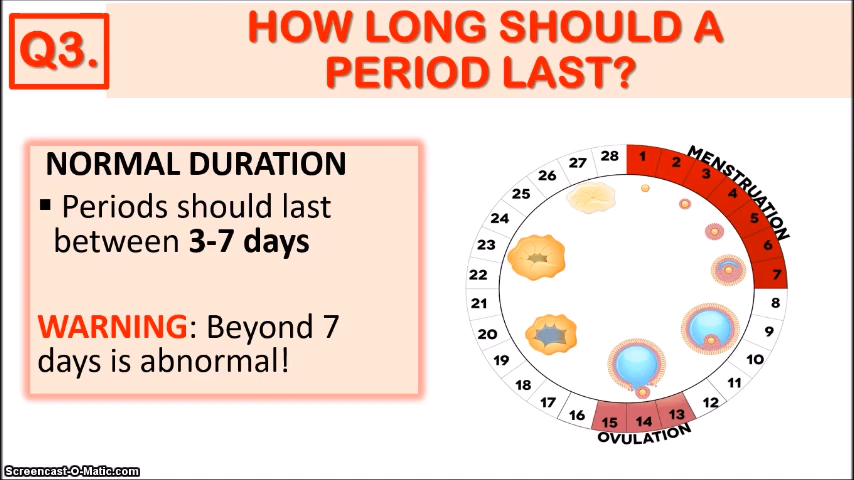 Q3.
HOW LONG SHOULD A
PERIOD LAST?
NORMAL DURATION
▪ Periods should last
between 3-7 days
WARNING: Beyond 7
days is abnormal!
1
2
3
4
5
6
7
8
9
10
11
12
13
14
15
16
17
18
19
20
21
22
23
24
25
26
27
28
MENSTRUATION
OVULATION
Screencast-O-Matic.com